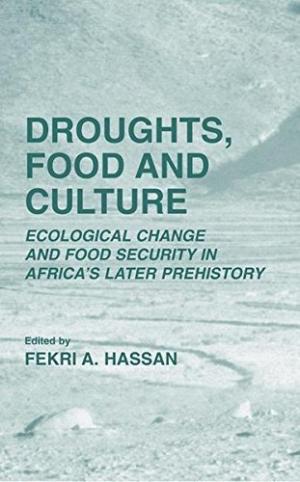 DROUGHTS,
FOOD AND
CULTURE
ECOLOGICAL CHANGE
AND FOOD SECURITY IN
AFRICA'S LATER PREHISTORY
Edited by
FEKRI A. HASSAN